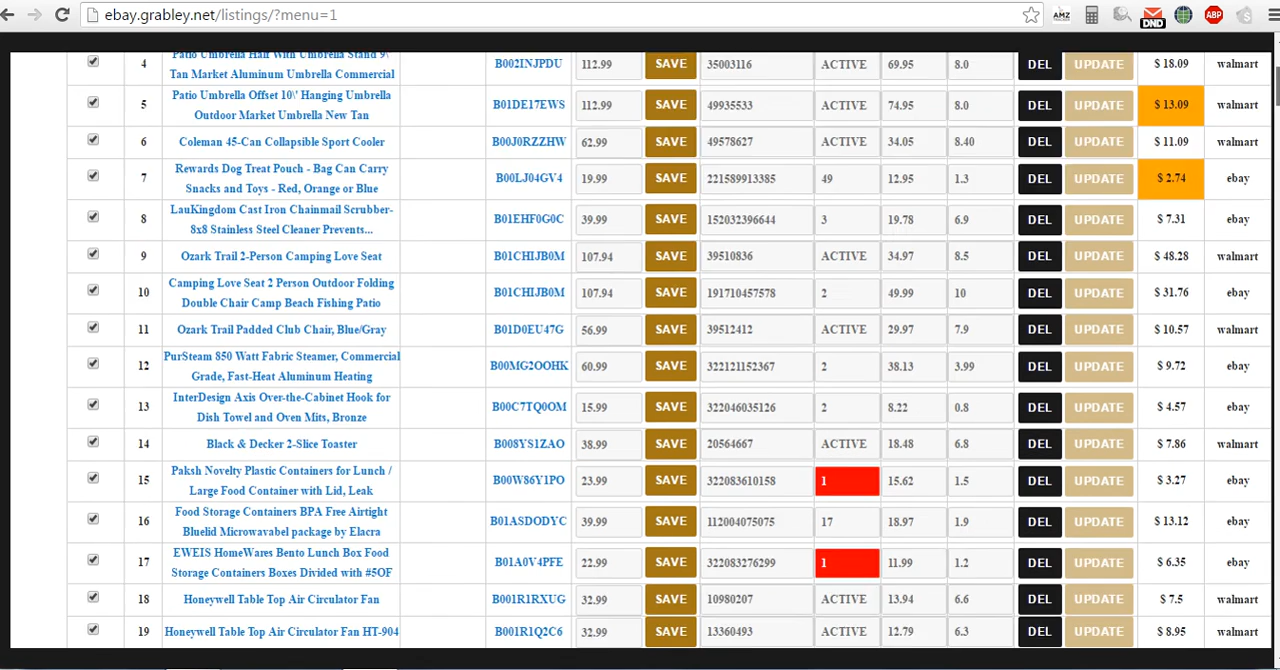 ebay.grabley.net/listings/?menu=1
AMZ DND ABP
4 Patio Umbrella Half With Umbrella Stand 9\' B002INJPDU 112.99 SAVE 35003116 ACTIVE 69.95 8.0 DEL UPDATE $ 18.09 walmart
Tan Market Aluminum Umbrella Commercial
5 Patio Umbrella Offset 10\' Hanging Umbrella B01DE17EWS 112.99 SAVE 49935533 ACTIVE 74.95 8.0 DEL UPDATE $ 13.09 walmart
Outdoor Market Umbrella New Tan
6 Coleman 45-Can Collapsible Sport Cooler B00J0RZZHW 62.99 SAVE 49578627 ACTIVE 34.05 8.40 DEL UPDATE $ 11.09 walmart
7 Rewards Dog Treat Pouch - Bag Can Carry B00LJ04GV4 19.99 SAVE 221589913385 49 12.95 1.3 DEL UPDATE $ 2.74 ebay
Snacks and Toys - Red, Orange or Blue
8 LauKingdom Cast Iron Chainmail Scrubber- B01EHF0G0C 39.99 SAVE 152032396644 3 19.78 6.9 DEL UPDATE $ 7.31 ebay
8x8 Stainless Steel Cleaner Prevents...
9 Ozark Trail 2-Person Camping Love Seat B01CHIJB0M 107.94 SAVE 39510836 ACTIVE 34.97 8.5 DEL UPDATE $ 48.28 walmart
10 Camping Love Seat 2 Person Outdoor Folding B01CHIJB0M 107.94 SAVE 191710457578 2 49.99 10 DEL UPDATE $ 31.76 ebay
Double Chair Camp Beach Fishing Patio
11 Ozark Trail Padded Club Chair, Blue/Gray B01D0EU47G 56.99 SAVE 39512412 ACTIVE 29.97 7.9 DEL UPDATE $ 10.57 walmart
12 PurSteam 850 Watt Fabric Steamer, Commercial B00MG2OOHK 60.99 SAVE 322121152367 2 38.13 3.99 DEL UPDATE $ 9.72 ebay
Grade, Fast-Heat Aluminum Heating
13 InterDesign Axis Over-the-Cabinet Hook for B00C7TQ0OM 15.99 SAVE 322046035126 2 8.22 0.8 DEL UPDATE $ 4.57 ebay
Dish Towel and Oven Mits, Bronze
14 Black & Decker 2-Slice Toaster B008YS1ZAO 38.99 SAVE 20564667 ACTIVE 18.48 6.8 DEL UPDATE $ 7.86 walmart
15 Paksh Novelty Plastic Containers for Lunch / B00W86Y1PO 23.99 SAVE 322083610158 1 15.62 1.5 DEL UPDATE $ 3.27 ebay
Large Food Container with Lid, Leak
16 Food Storage Containers BPA Free Airtight B01ASDODYC 39.99 SAVE 112004075075 17 18.97 1.9 DEL UPDATE $ 13.12 ebay
Bluelid Microwavabel package by Elacra
17 EWEIS HomeWares Bento Lunch Box Food B01A0V4PFE 22.99 SAVE 322083276299 1 11.99 1.2 DEL UPDATE $ 6.35 ebay
Storage Containers Boxes Divided with #5OF
18 Honeywell Table Top Air Circulator Fan B001R1RXUG 32.99 SAVE 10980207 ACTIVE 13.94 6.6 DEL UPDATE $ 7.5 walmart
19 Honeywell Table Top Air Circulator Fan HT-904 B001R1Q2C6 32.99 SAVE 13360493 ACTIVE 12.79 6.3 DEL UPDATE $ 8.95 walmart